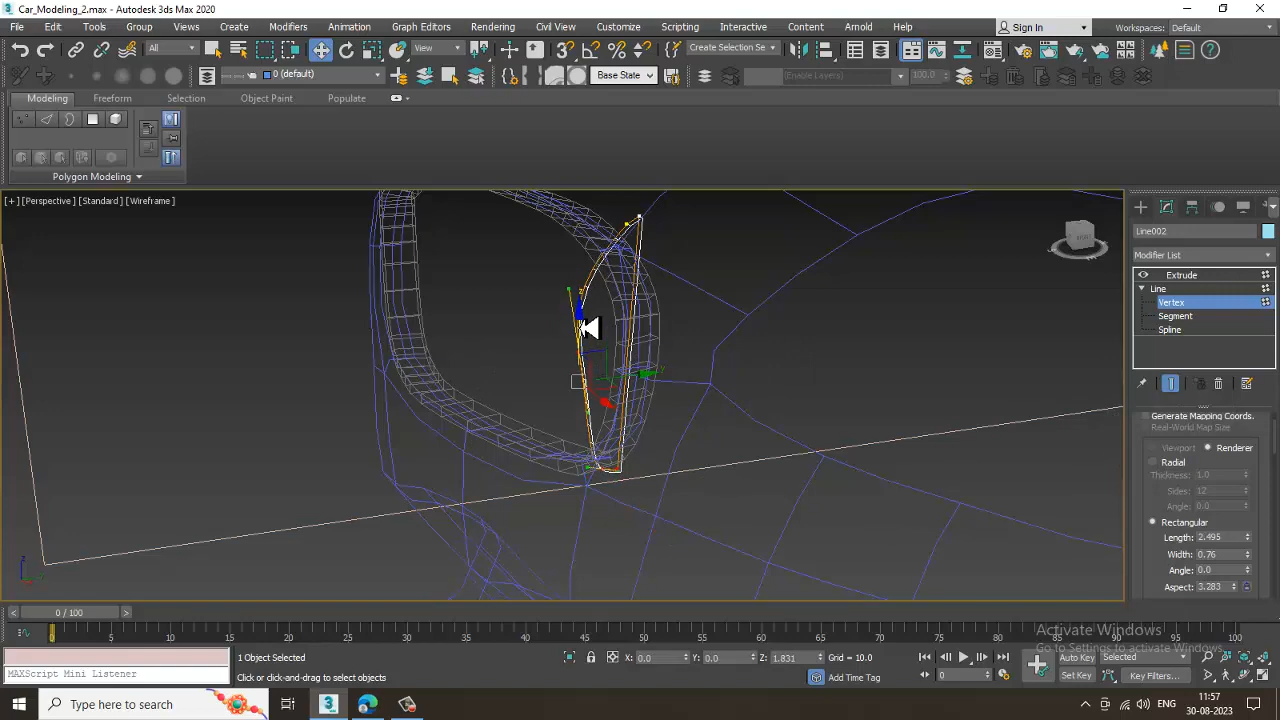 Car_Modeling_2.max - Autodesk 3ds Max 2020
File Edit Tools Group Views Create Modifiers Animation Graph Editors Rendering Civil View Customize Scripting Interactive Content Arnold Help
Sign In Workspaces: Default
All View Create Selection Se
0 (default) Base State (Enable Layers) 100.0
Modeling Freeform Selection Object Paint Populate
Polygon Modeling
[+] [Perspective] [Standard] [Wireframe]
Line002
Modifier List
Extrude
Line
Vertex
Segment
Spline
Generate Mapping Coords.
Real-World Map Size
Viewport Renderer
Radial
Thickness: 1.0
Sides: 12
Angle: 0.0
Rectangular
Length: 2.495
Width: 0.76
Angle: 0.0
Aspect: 3.283
0 / 100
0 5 10 15 20 25 30 35 40 45 50 55 60 65 70 75 80 85 90 95 100
Activate Windows
Go to Settings to activate Windows.
1 Object Selected X: 0.0 Y: 0.0 Z: 1.831 Grid = 10.0 Auto Key Selected
MAXScript Mini Listener Click or click-and-drag to select objects Add Time Tag 0 Set Key Key Filters...
Type here to search
ENG
11:57
30-08-2023